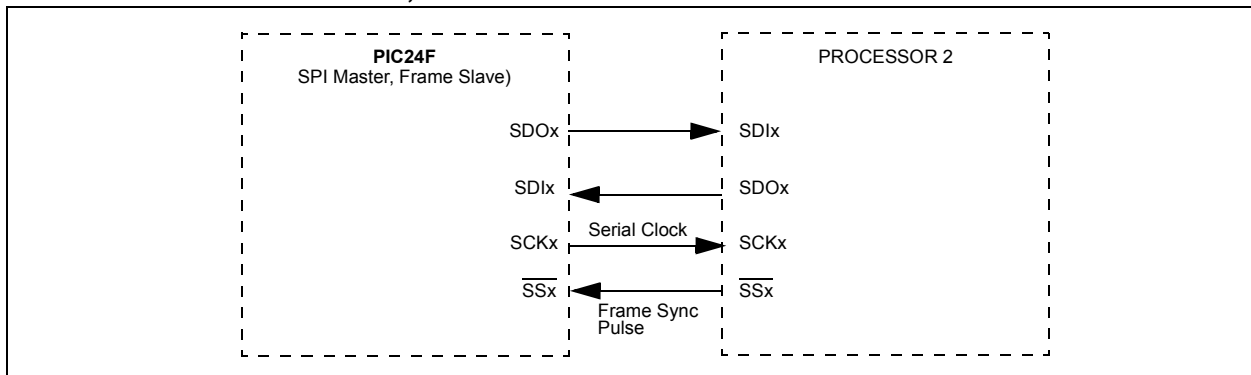 PIC24F
SPI Master, Frame Slave)
PROCESSOR 2
SDOx
SDIx
SDIx
SDOx
Serial Clock
SCKx
SCKx
SSx
SSx
Frame Sync
Pulse